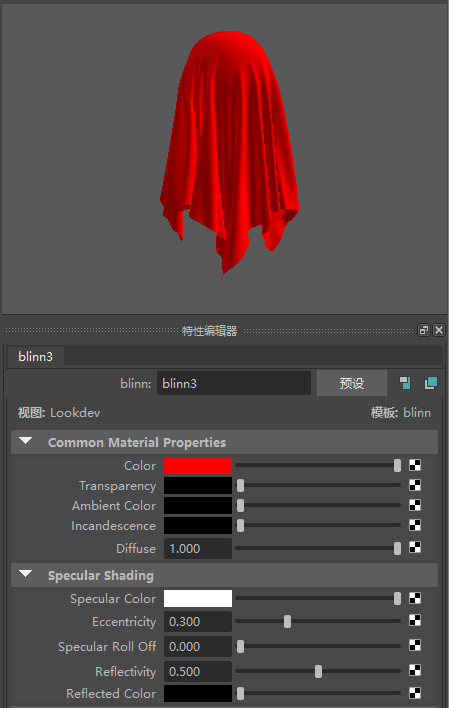 特性编辑器
blinn3
blinn: blinn3 预设
视图: Lookdev 模板: blinn
Common Material Properties
Color
Transparency
Ambient Color
Incandescence
Diffuse 1.000
Specular Shading
Specular Color
Eccentricity 0.300
Specular Roll Off 0.000
Reflectivity 0.500
Reflected Color